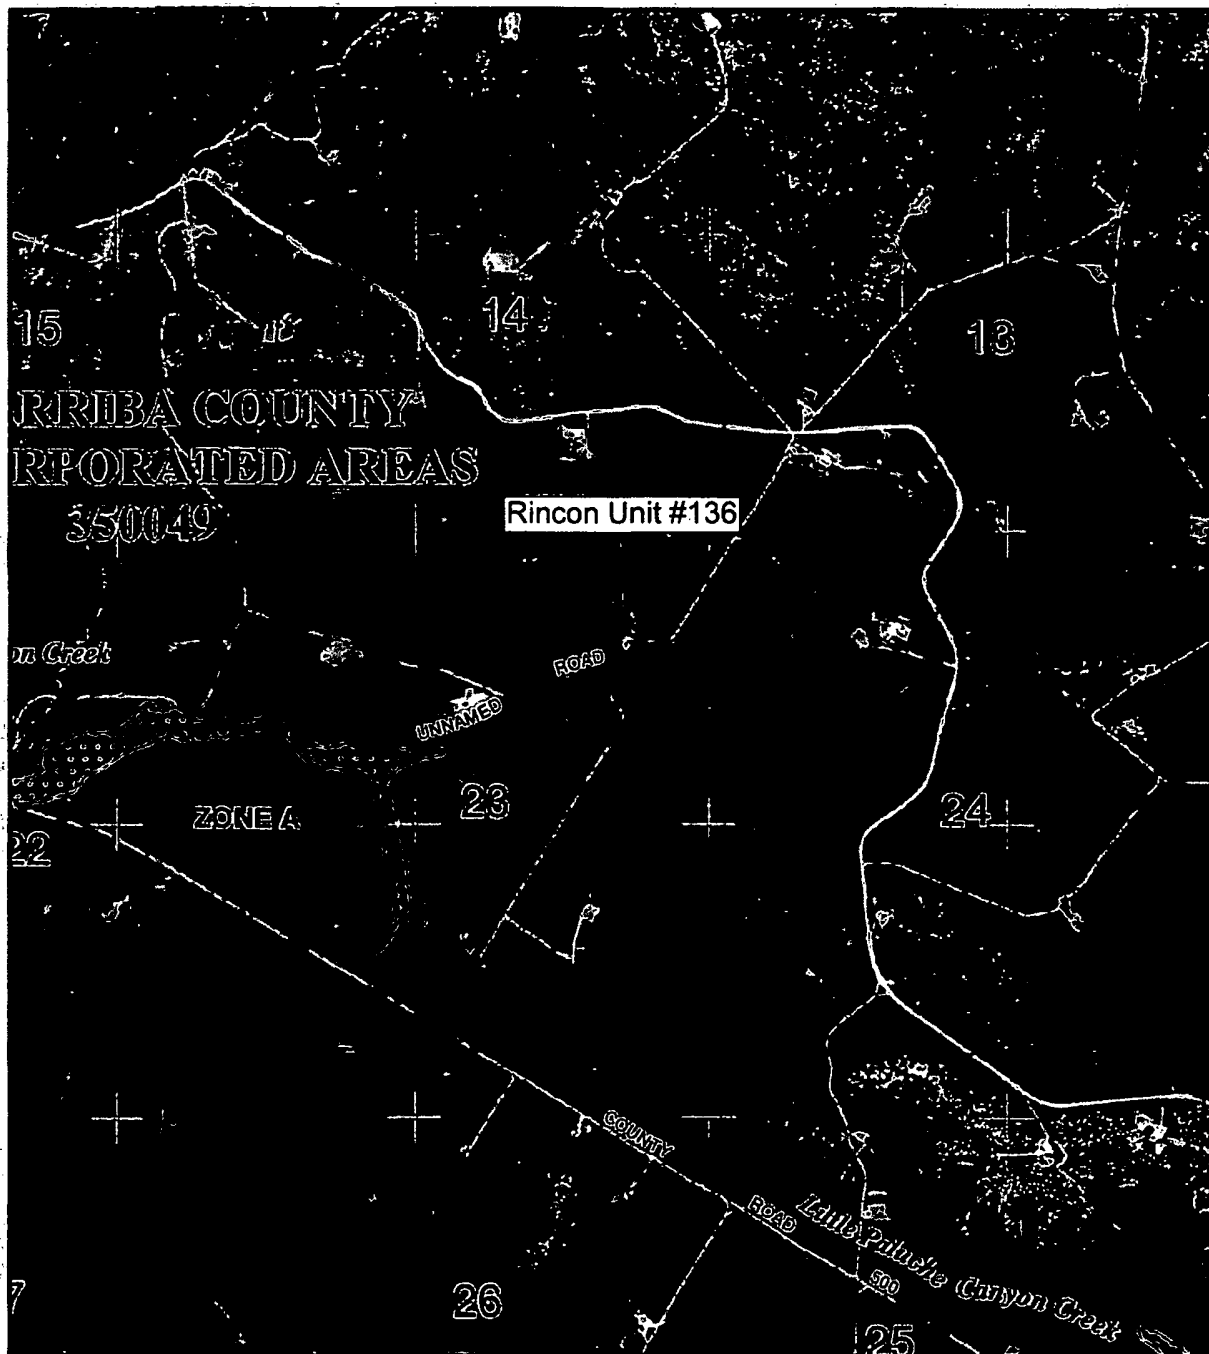 15
14
13
RRIBA COUNTY
RPORATED AREAS
350049
Rincon Unit #136
on Creek
ROAD
UNNAMED
23
ZONE A
24
22
COUNTY
ROAD
500
Little Paluche Canyon Creek
7
26
25